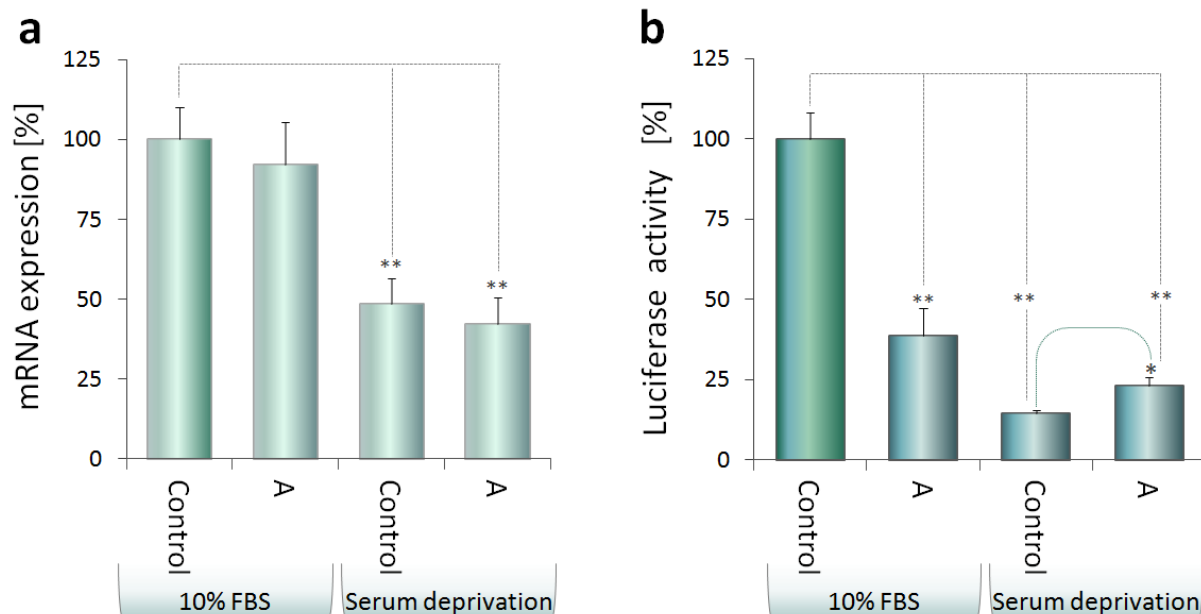 a
mRNA expression [%]
125
100
75
50
25
0
**
**
Control
A
Control
A
10% FBS
Serum deprivation
b
Luciferase activity [%]
125
100
75
50
25
0
**
**
**
*
Control
A
Control
A
10% FBS
Serum deprivation